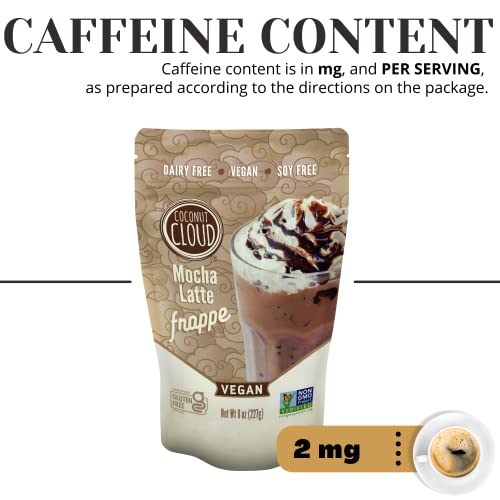 CAFFEINE CONTENT
Caffeine content is in mg, and PER SERVING,
as prepared according to the directions on the package.
DAIRY FREE • VEGAN • SOY FREE
COCONUT
CLOUD
Mocha
Latte
frappe
VEGAN
GLUTEN
FREE
NON
GMO
Project
VERIFIED
Net Wt 8 oz (227g)
2 mg